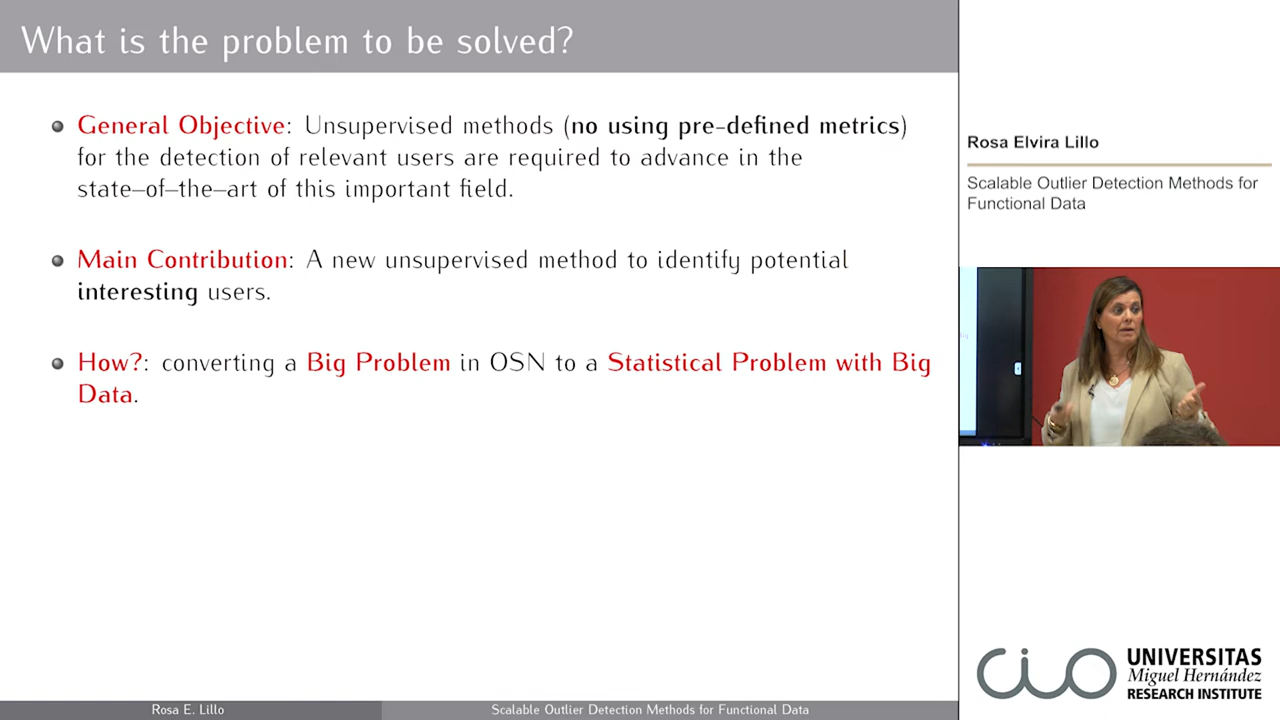 What is the problem to be solved?
General Objective: Unsupervised methods (no using pre-defined metrics)
for the detection of relevant users are required to advance in the
state–of–the–art of this important field.
Main Contribution: A new unsupervised method to identify potential
interesting users.
How?: converting a Big Problem in OSN to a Statistical Problem with Big
Data.
Rosa E. Lillo
Scalable Outlier Detection Methods for Functional Data
Rosa Elvira Lillo
Scalable Outlier Detection Methods for
Functional Data
cio
UNIVERSITAS
Miguel Hernández
RESEARCH INSTITUTE